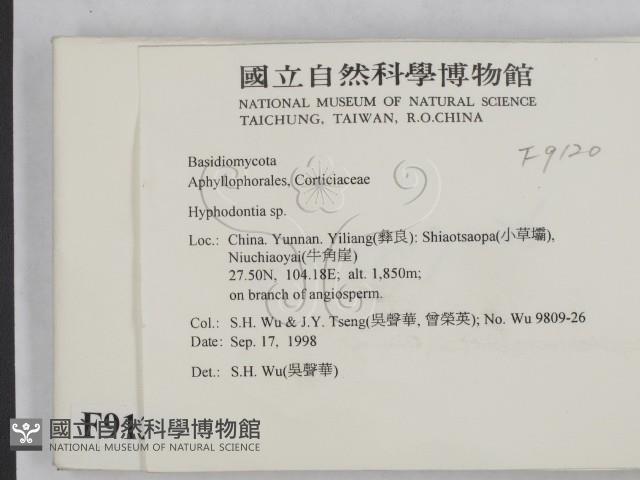 國立自然科學博物館
NATIONAL MUSEUM OF NATURAL SCIENCE
TAICHUNG, TAIWAN, R.O.CHINA
F9120
Basidiomycota
Aphyllophorales, Corticiaceae
Hyphodontia sp.
Loc.: China. Yunnan. Yiliang(彝良): Shiaotsaopa(小草壩),
Niuchiaoyai(牛角崖)
27.50N, 104.18E; alt. 1,850m;
on branch of angiosperm.
Col.: S.H. Wu & J.Y. Tseng(吳聲華, 曾榮英); No. Wu 9809-26
Date: Sep. 17, 1998
Det.: S.H. Wu(吳聲華)
F91
國立自然科學博物館
NATIONAL MUSEUM OF NATURAL SCIENCE